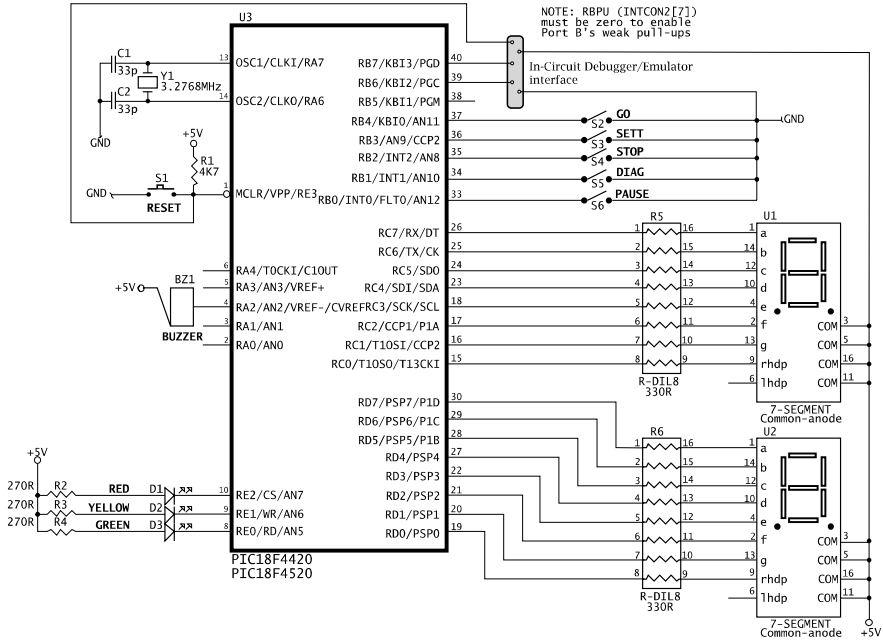 NOTE: RBPU (INTCON2[7])
must be zero to enable
Port B's weak pull-ups
In-Circuit Debugger/Emulator
interface
U3
C1
33p
Y1
3.2768MHz
C2
33p
GND
+5V
R1
4K7
S1
GND
RESET
13 OSC1/CLKI/RA7
14 OSC2/CLKO/RA6
1 MCLR/VPP/RE3
6 RA4/T0CKI/C1OUT
5 RA3/AN3/VREF+
4 RA2/AN2/VREF-/CVREF
3 RA1/AN1
2 RA0/AN0
BZ1
+5V
BUZZER
+5V
270R R2 RED D1 10 RE2/CS/AN7
270R R3 YELLOW D2 9 RE1/WR/AN6
270R R4 GREEN D3 8 RE0/RD/AN5
PIC18F4420
PIC18F4520
RB7/KBI3/PGD 40
RB6/KBI2/PGC 39
RB5/KBI1/PGM 38
RB4/KBI0/AN11 37 S2 GO
GND
RB3/AN9/CCP2 36 S3 SETT
RB2/INT2/AN8 35 S4 STOP
RB1/INT1/AN10 34 S5 DIAG
RB0/INT0/FLT0/AN12 33 S6 PAUSE
R5
U1
RC7/RX/DT 26 1 16 1 a
RC6/TX/CK 25 2 15 14 b
RC5/SDO 24 3 14 12 c
RC4/SDI/SDA 23 4 13 10 d
RC3/SCK/SCL 18 5 12 4 e
RC2/CCP1/P1A 17 6 11 2 f COM 3
RC1/T1OSI/CCP2 16 7 10 13 g COM 5
RC0/T1OSO/T13CKI 15 8 9 9 rhdp COM 16
6 lhdp COM 11
R-DIL8
330R
7-SEGMENT
Common-anode
R6
U2
RD7/PSP7/P1D 30 1 16 1 a
RD6/PSP6/P1C 29 2 15 14 b
RD5/PSP5/P1B 28 3 14 12 c
RD4/PSP4 27 4 13 10 d
RD3/PSP3 22 5 12 4 e
RD2/PSP2 21 6 11 2 f COM 3
RD1/PSP1 20 7 10 13 g COM 5
RD0/PSP0 19 8 9 9 rhdp COM 16
6 lhdp COM 11
R-DIL8
330R
7-SEGMENT
Common-anode
+5V